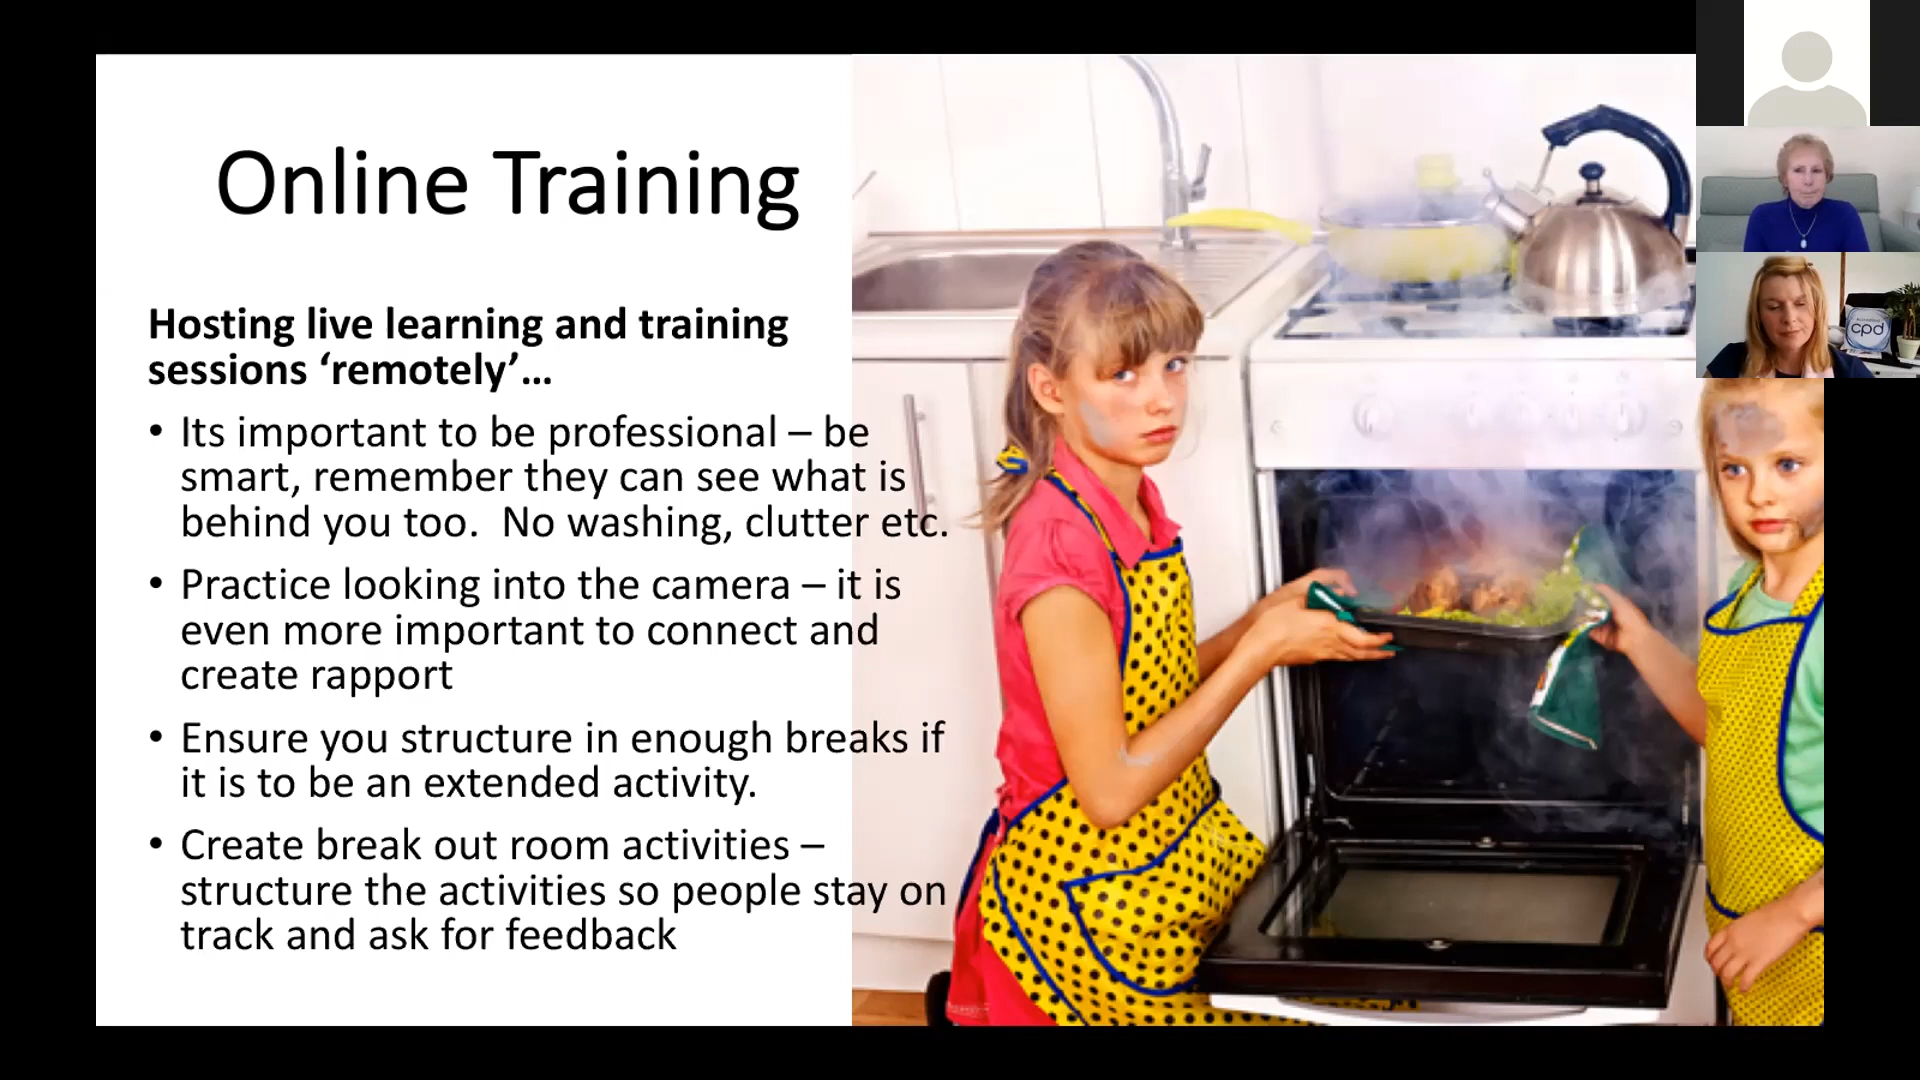 Online Training
Hosting live learning and training
sessions ‘remotely’…
• Its important to be professional – be
smart, remember they can see what is
behind you too.  No washing, clutter etc.
• Practice looking into the camera – it is
even more important to connect and
create rapport
• Ensure you structure in enough breaks if
it is to be an extended activity.
• Create break out room activities –
structure the activities so people stay on
track and ask for feedback
cpd